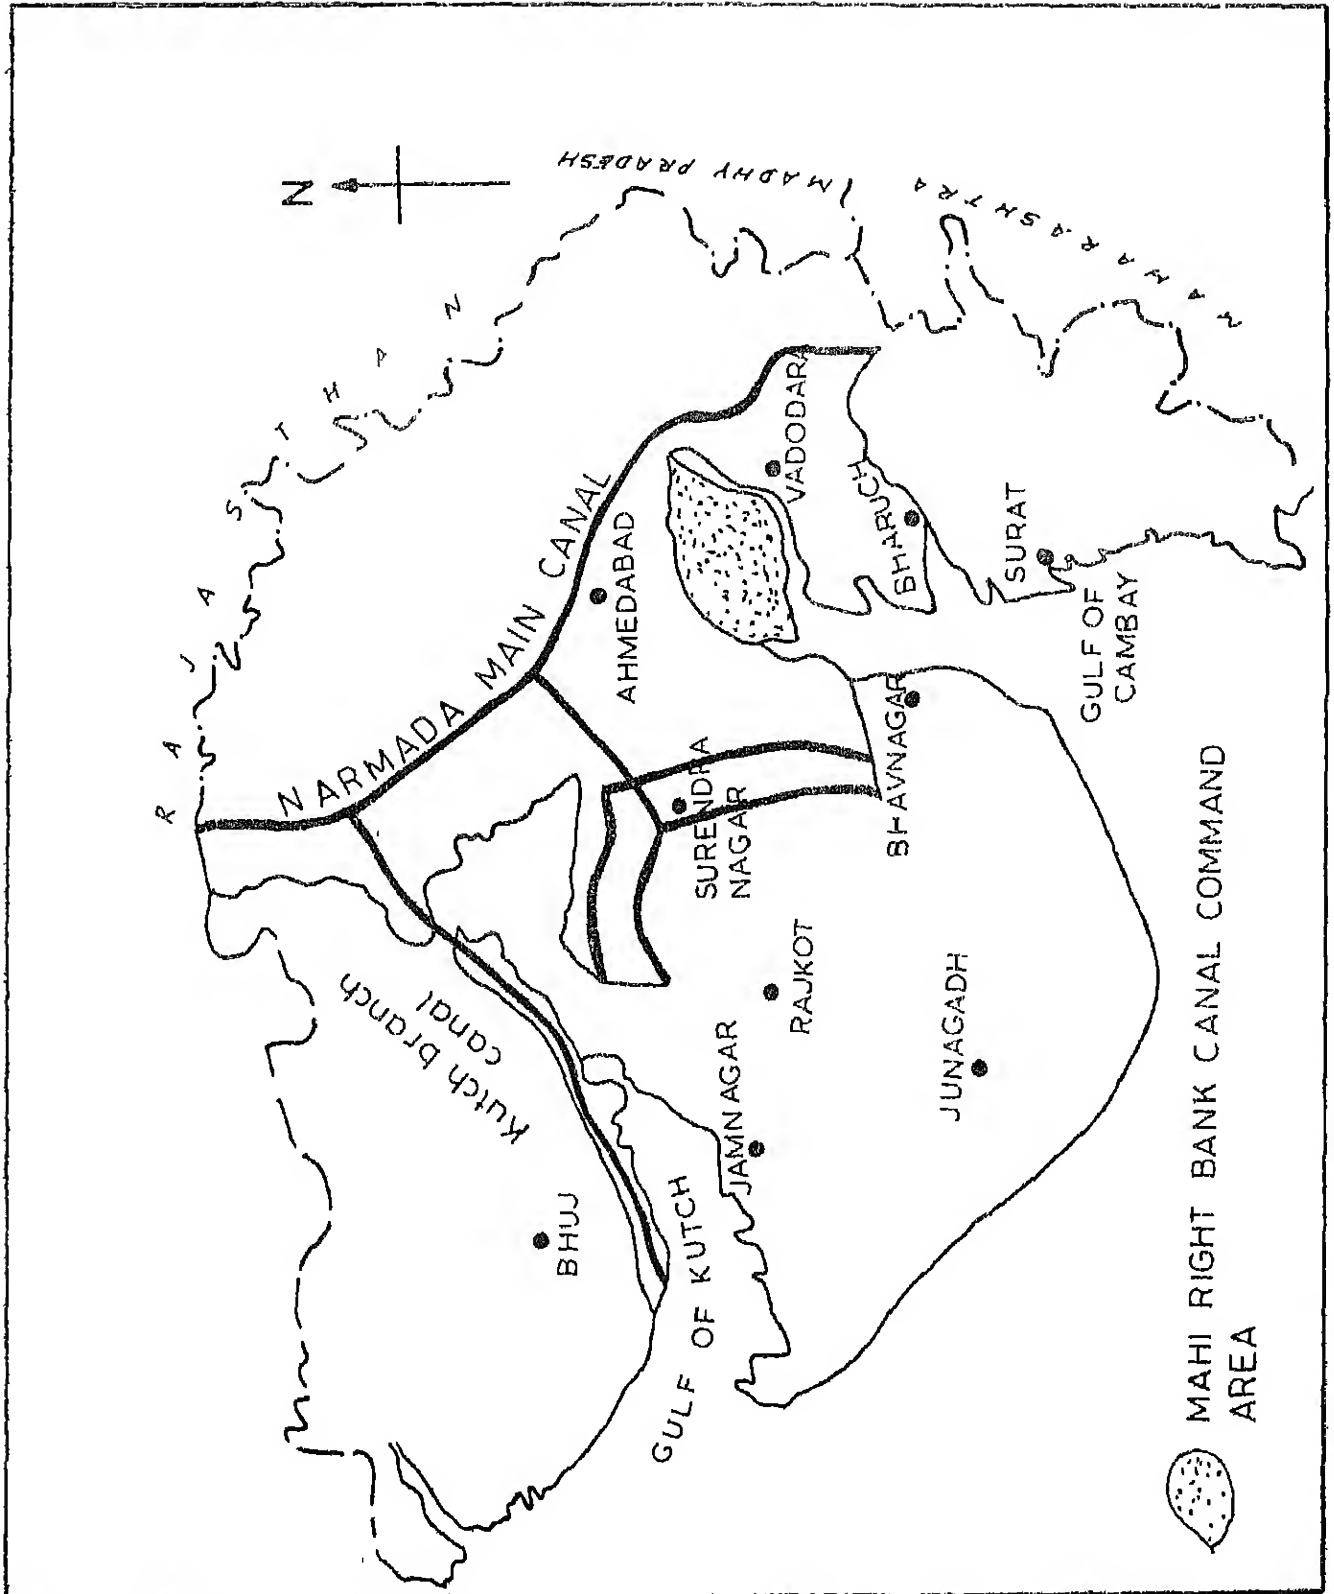 N
RAJASTHAN
MADHY PRADESH
MAHARASHTRA
NARMADA MAIN CANAL
AHMEDABAD
VADODARA
BHARUCH
SURAT
GULF OF
CAMBAY
BHAVNAGAR
SURENDRA
NAGAR
RAJKOT
JUNAGADH
JAMNAGAR
Kutch branch
canal
BHUJ
GULF OF KUTCH
MAHI RIGHT BANK CANAL COMMAND
AREA